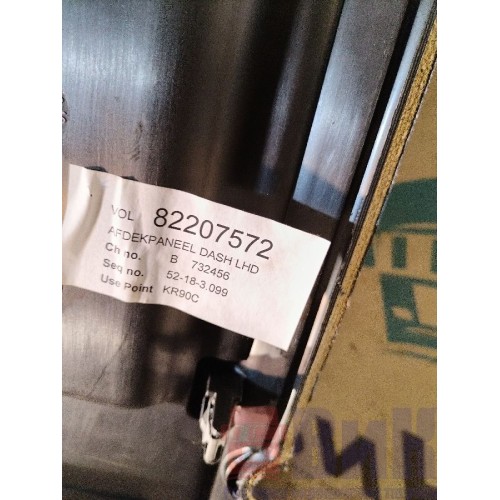 VOL 82207572
AFDEKPANEEL DASH LHD
Ch no. B 732456
Seq no. 52-18-3.099
Use Point KR90C